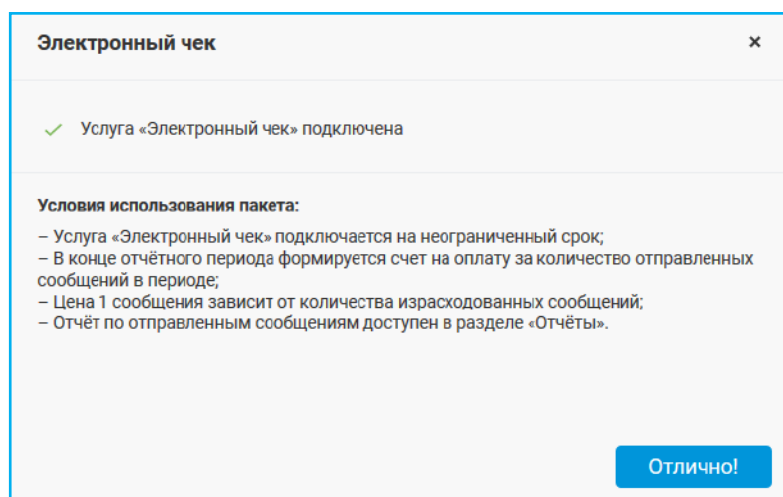 Электронный чек
Услуга «Электронный чек» подключена
Условия использования пакета:
– Услуга «Электронный чек» подключается на неограниченный срок;
– В конце отчётного периода формируется счет на оплату за количество отправленных
сообщений в периоде;
– Цена 1 сообщения зависит от количества израсходованных сообщений;
– Отчёт по отправленным сообщениям доступен в разделе «Отчёты».
Отлично!